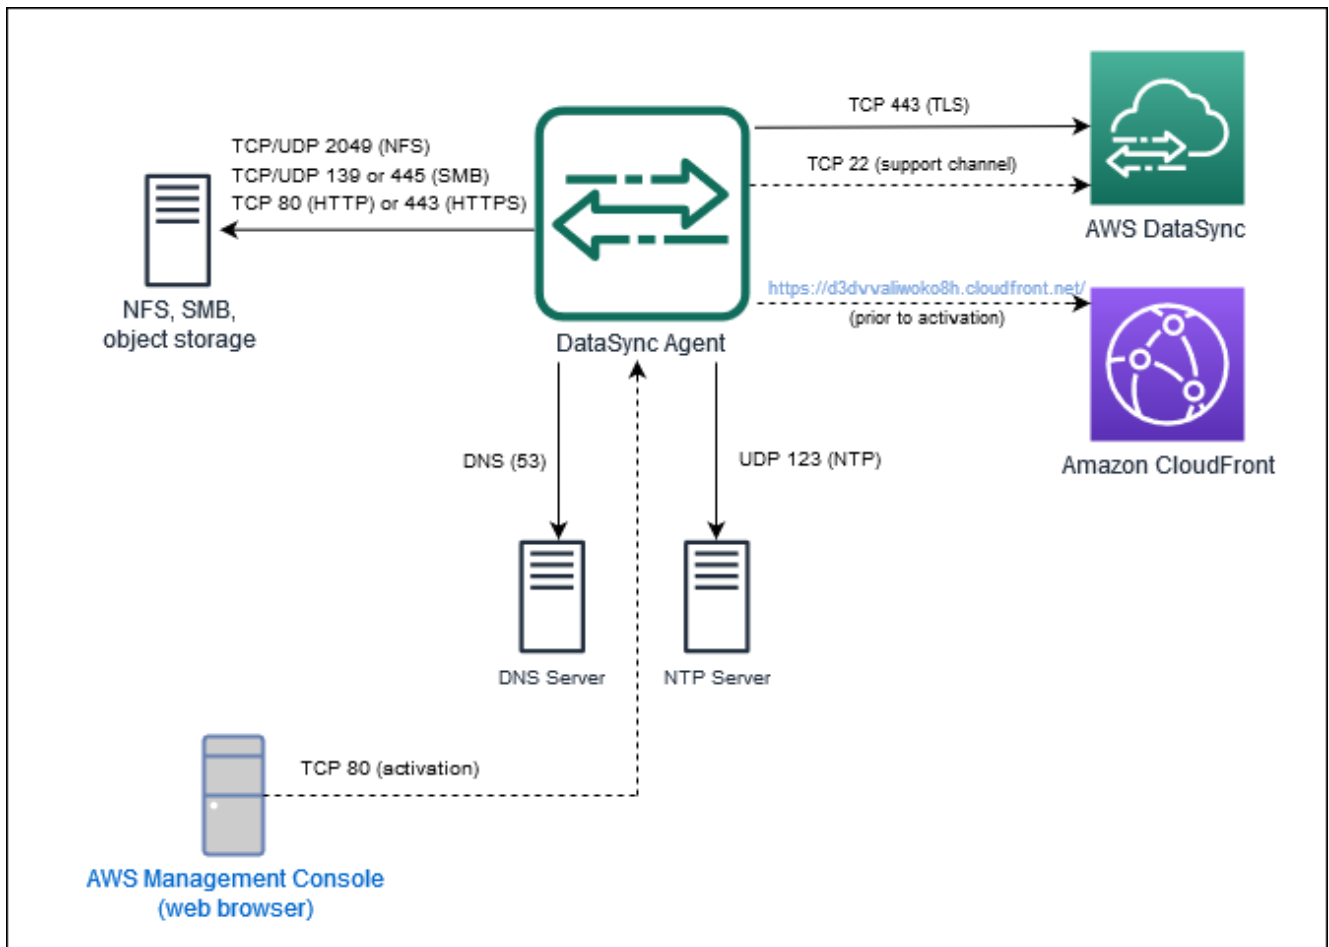 TCP/UDP 2049 (NFS)
TCP/UDP 139 or 445 (SMB)
TCP 80 (HTTP) or 443 (HTTPS)
NFS, SMB,
object storage
DataSync Agent
TCP 443 (TLS)
TCP 22 (support channel)
AWS DataSync
https://d3dvvaliwoko8h.cloudfront.net/
(prior to activation)
Amazon CloudFront
DNS (53)
UDP 123 (NTP)
DNS Server
NTP Server
TCP 80 (activation)
AWS Management Console
(web browser)